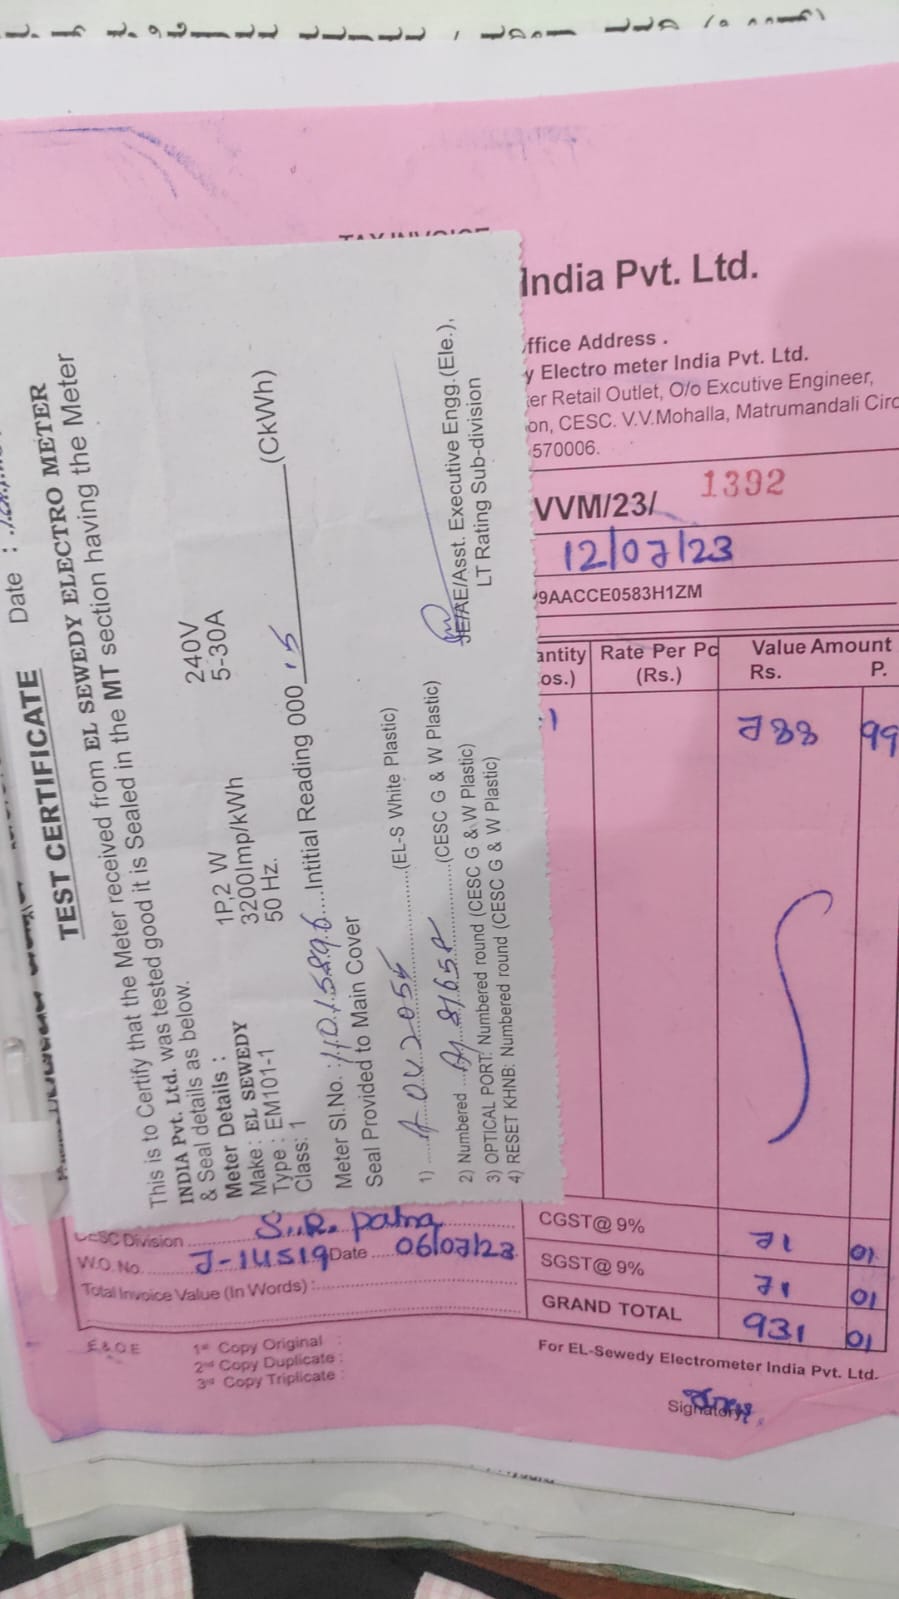 India Pvt. Ltd.
ffice Address .
y Electro meter India Pvt. Ltd.
er Retail Outlet, O/o Excutive Engineer,
on, CESC. V.V.Mohalla, Matrumandali Circ
570006.
VVM/23/ 1392
12/07/23
9AACCE0583H1ZM
antity Rate Per Pc Value Amount
os.) (Rs.) Rs. P.
1 788 99
CGST@ 9% 71 01
SGST@ 9% 71 01
GRAND TOTAL 931 01
CESC Division S.R. patna
W.O. No. J-14519 Date 06/07/23
Total Invoice Value (In Words) :
E & O E
1st Copy Original :
2nd Copy Duplicate :
3rd Copy Triplicate :
For EL-Sewedy Electrometer India Pvt. Ltd.
Signatory
Date :
TEST CERTIFICATE
This is to Certify that the Meter received from EL SEWEDY ELECTRO METER
INDIA Pvt. Ltd. was tested good it is Sealed in the MT section having the Meter
& Seal details as below.
Meter Details :
Make : EL SEWEDY 1P,2 W 240V
Type : EM101-1 3200Imp/kWh 5-30A
Class: 1 50 Hz.
Meter Sl.No. : 11015896 Intitial Reading 000 15 (CkWh)
Seal Provided to Main Cover
1) (EL-S White Plastic)
2) Numbered (CESC G & W Plastic)
3) OPTICAL PORT: Numbered round (CESC G & W Plastic)
4) RESET KHNB: Numbered round (CESC G & W Plastic)
JE/AE/Asst. Executive Engg.(Ele.),
LT Rating Sub-division